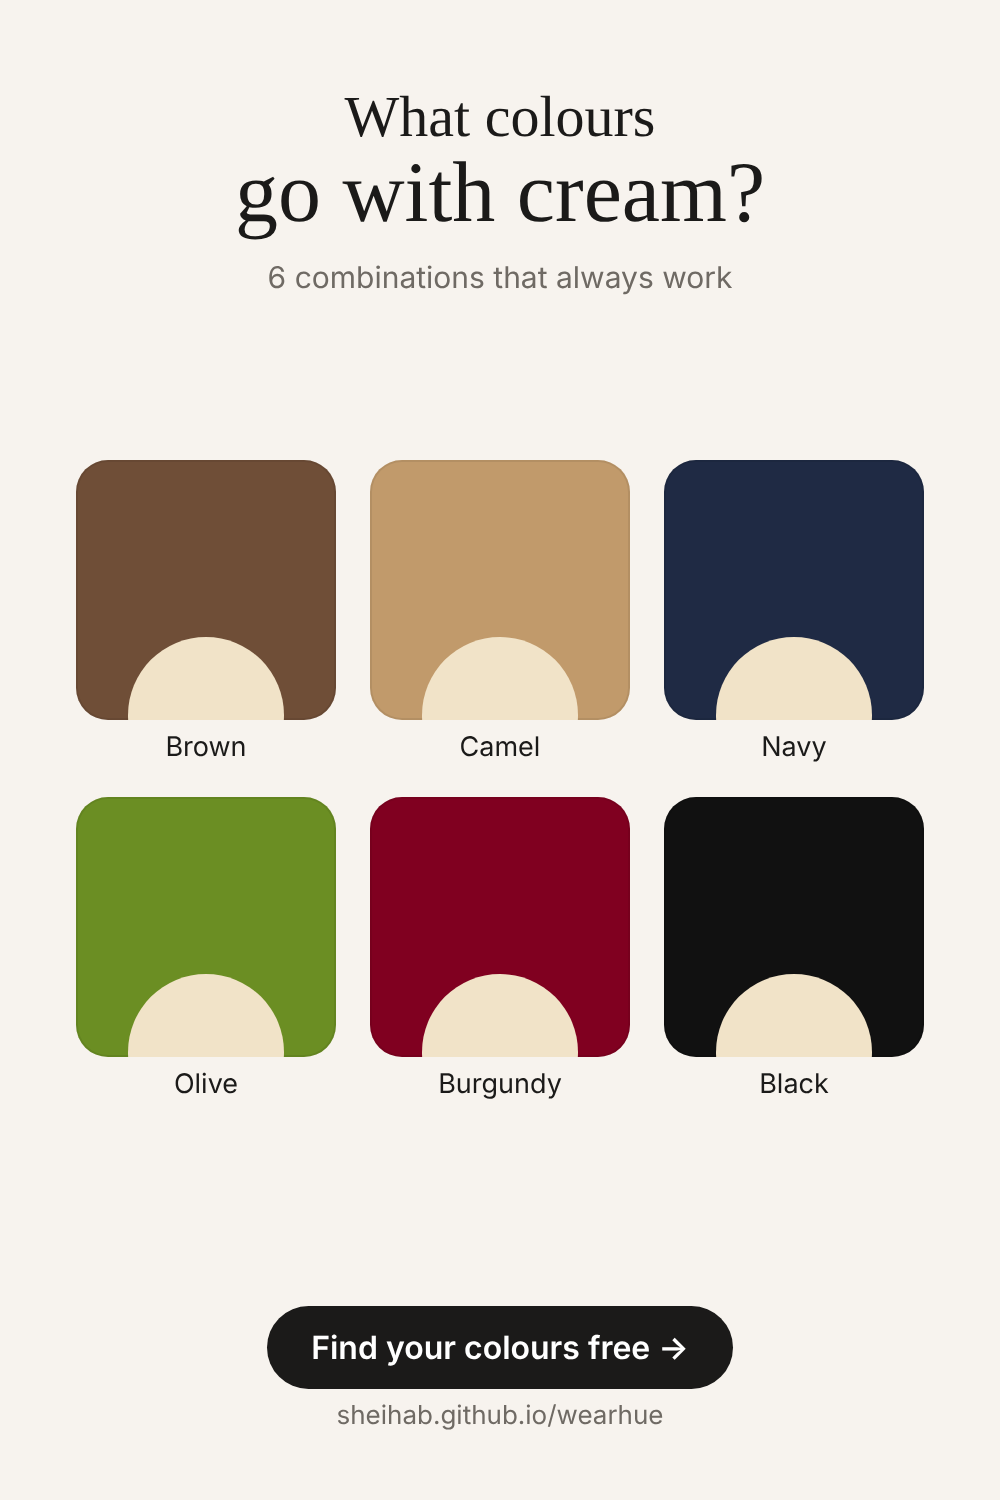 What colours
go with cream?
6 combinations that always work
Brown
Camel
Navy
Olive
Burgundy
Black
Find your colours free →
sheihab.github.io/wearhue